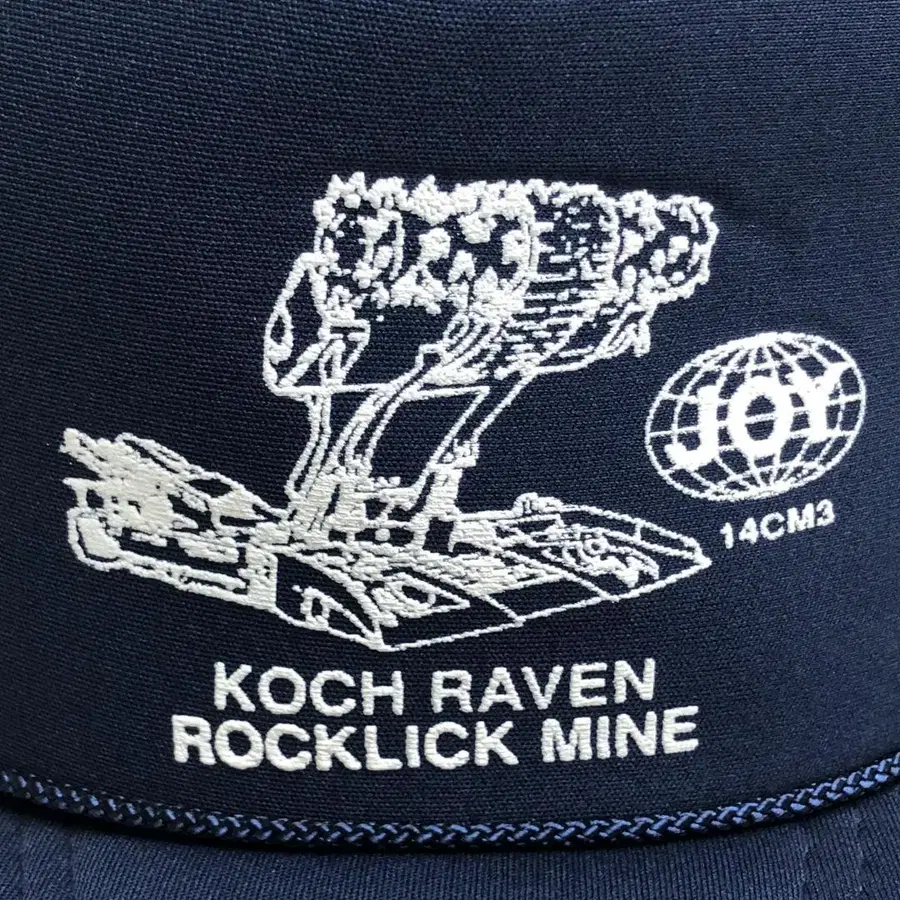 JOY
14CM3
KOCH RAVEN
ROCKLICK MINE